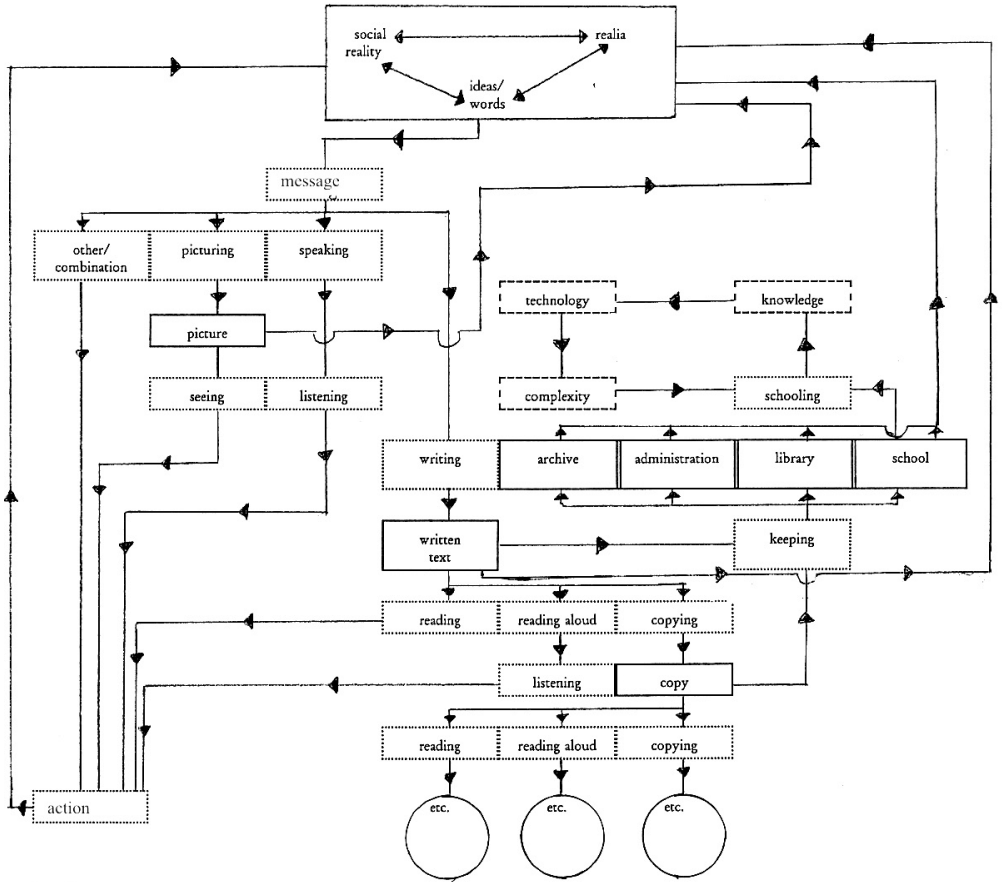 social
reality
realia
ideas/
words
message
other/
combination
picturing
speaking
technology
knowledge
picture
seeing
listening
complexity
schooling
writing
archive
administration
library
school
written
text
keeping
reading
reading aloud
copying
listening
copy
reading
reading aloud
copying
action
etc.
etc.
etc.